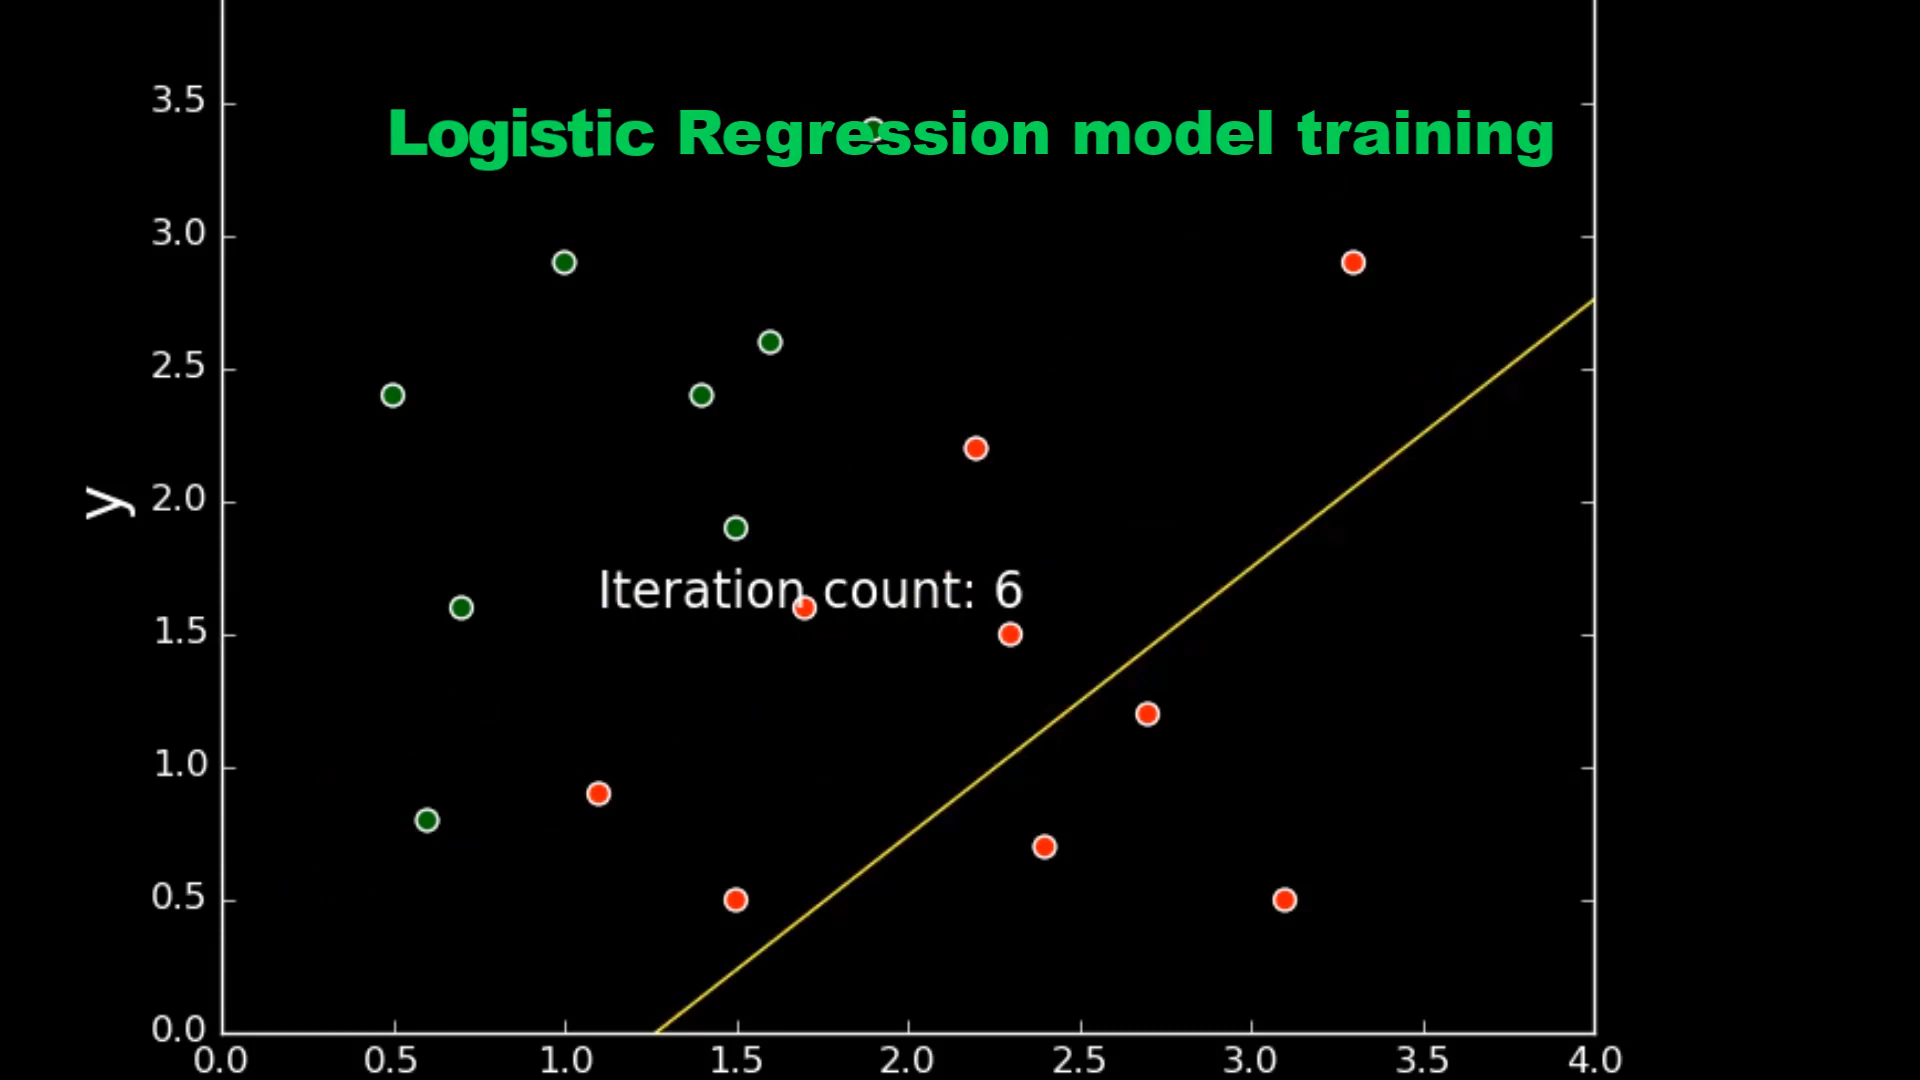 3.5
Logistic Regression model training
3.0
2.5
y
2.0
Iteration count: 6
1.5
1.0
0.5
0.0
0.0 0.5 1.0 1.5 2.0 2.5 3.0 3.5 4.0